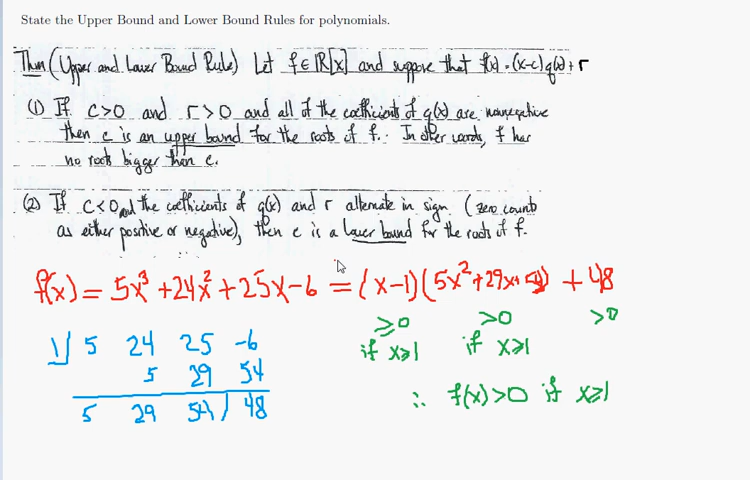 State the Upper Bound and Lower Bound Rules for polynomials.
Thm (Upper and Lower Bound Rule) Let f∈ℝ[x] and suppose that f(x)=(x-c)q(x)+r
(1) If c>0 and r>0 and all of the coefficients of q(x) are nonnegative
then c is an upper bound for the roots of f. In other words, f has
no roots bigger than c.
(2) If c<0 and the coefficients of q(x) and r alternate in sign (zero counts
as either positive or negative), then c is a lower bound for the roots of f.
f(x) = 5x³ + 24x² + 25x - 6 = (x-1)(5x² + 29x + 54) + 48
≥0 >0 >0
if x≥1 if x≥1
1 5 24 25 -6
5 29 54
5 29 54 / 48
∴ f(x)>0 if x≥1